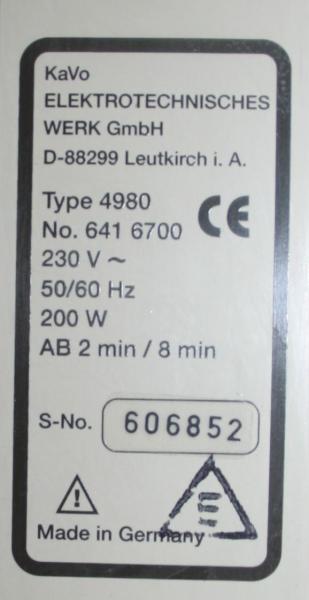 KaVo
ELEKTROTECHNISCHES
WERK GmbH
D-88299 Leutkirch i. A.
Type 4980
No. 641 6700
CE
230 V ~
50/60 Hz
200 W
AB 2 min / 8 min
S-No. 606852
!
E
Made in Germany